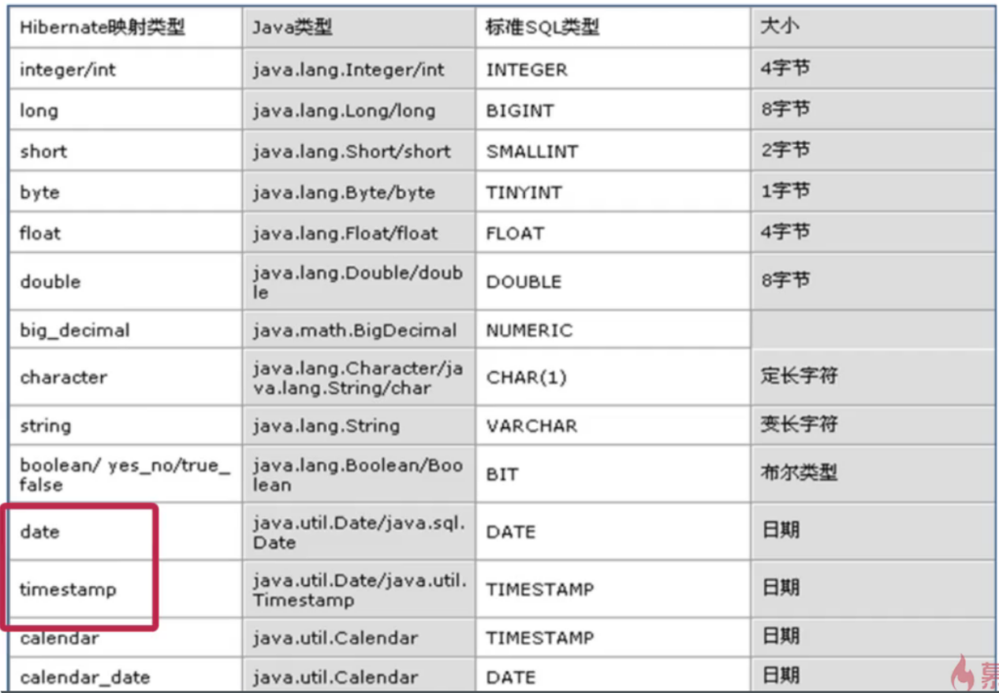 Hibernate映射类型 Java类型 标准SQL类型 大小
integer/int java.lang.Integer/int INTEGER 4字节
long java.lang.Long/long BIGINT 8字节
short java.lang.Short/short SMALLINT 2字节
byte java.lang.Byte/byte TINYINT 1字节
float java.lang.Float/float FLOAT 4字节
double java.lang.Double/doub DOUBLE 8字节
le
big_decimal java.math.BigDecimal NUMERIC
character java.lang.Character/ja CHAR(1) 定长字符
va.lang.String/char
string java.lang.String VARCHAR 变长字符
boolean/ yes_no/true_ java.lang.Boolean/Boo BIT 布尔类型
false lean
date java.util.Date/java.sql. DATE 日期
Date
timestamp java.util.Date/java.util. TIMESTAMP 日期
Timestamp
calendar java.util.Calendar TIMESTAMP 日期
calendar_date java.util.Calendar DATE 日期